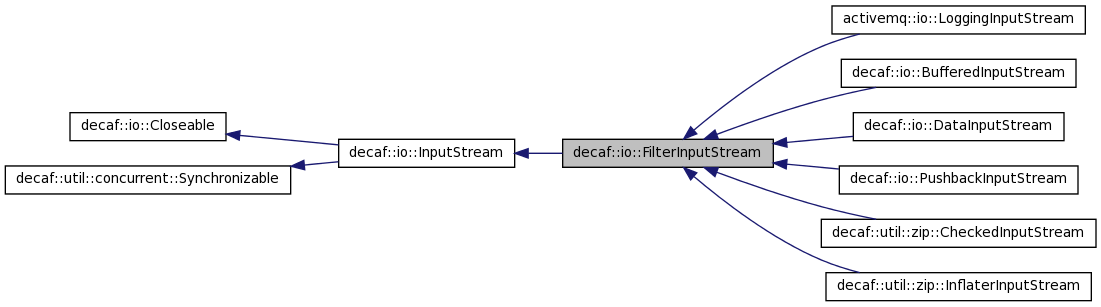 activemq::io::LoggingInputStream
decaf::io::BufferedInputStream
decaf::io::Closeable
decaf::io::DataInputStream
decaf::io::InputStream
decaf::io::FilterInputStream
decaf::util::concurrent::Synchronizable
decaf::io::PushbackInputStream
decaf::util::zip::CheckedInputStream
decaf::util::zip::InflaterInputStream